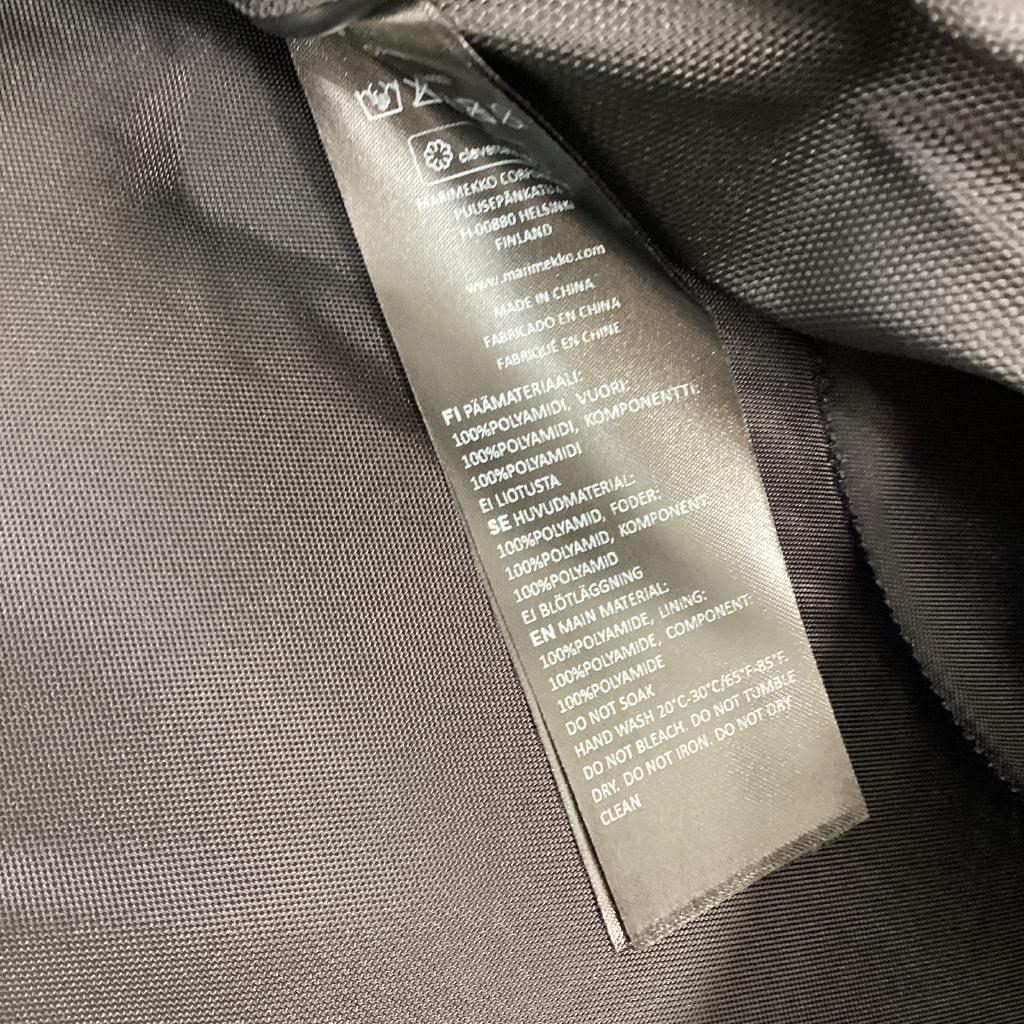 MARIMEKKO
FI-00880 HELSINKI
FINLAND
www.marimekko.com
MADE IN CHINA
FABRICADO EN CHINA
FABRIQUÉ EN CHINE
FI PÄÄMATERIAALI:
100%POLYAMIDI, VUORI:
100%POLYAMIDI, KOMPONENTTI:
100%POLYAMIDI
EI LIOTUSTA
SE HUVUDMATERIAL:
100%POLYAMID, FODER:
100%POLYAMID, KOMPONENT:
100%POLYAMID
EJ BLÖTLÄGGNING
EN MAIN MATERIAL:
100%POLYAMIDE, LINING:
100%POLYAMIDE, COMPONENT:
100%POLYAMIDE
DO NOT SOAK
HAND WASH 20°C-30°C/65°F-85°F.
DO NOT BLEACH. DO NOT TUMBLE
DRY. DO NOT IRON. DO NOT DRY
CLEAN